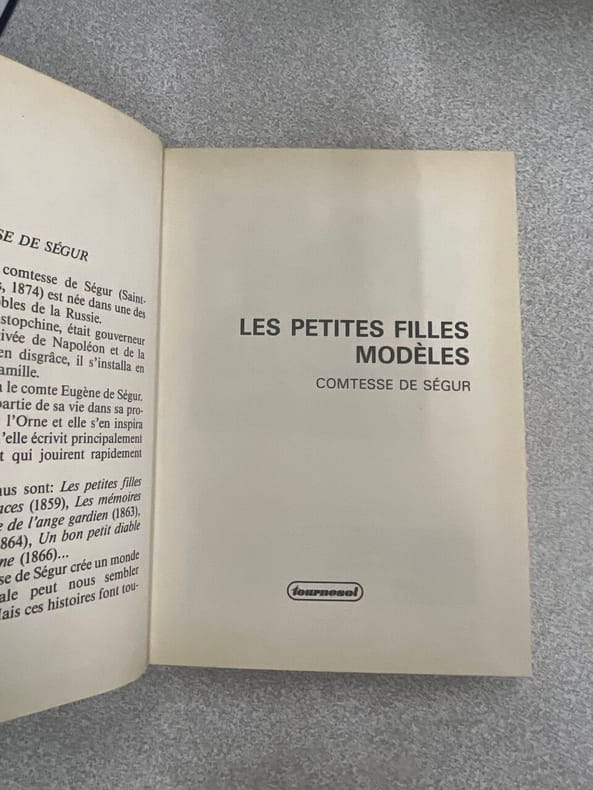 SE DE SÉGUR
comtesse de Ségur (Saint-
, 1874) est née dans une des
bles de la Russie.
stopchine, était gouverneur
ivée de Napoléon et de la
en disgrâce, il s'installa en
amille.
le comte Eugène de Ségur.
partie de sa vie dans sa pro-
l'Orne et elle s'en inspira
'elle écrivit principalement
t qui jouirent rapidement
us sont: Les petites filles
ces (1859), Les mémoires
e de l'ange gardien (1863),
864), Un bon petit diable
ne (1866)...
se de Ségur crée un monde
ale peut nous sembler
ais ces histoires font tou-
LES PETITES FILLES
MODÈLES
COMTESSE DE SÉGUR
tournesol